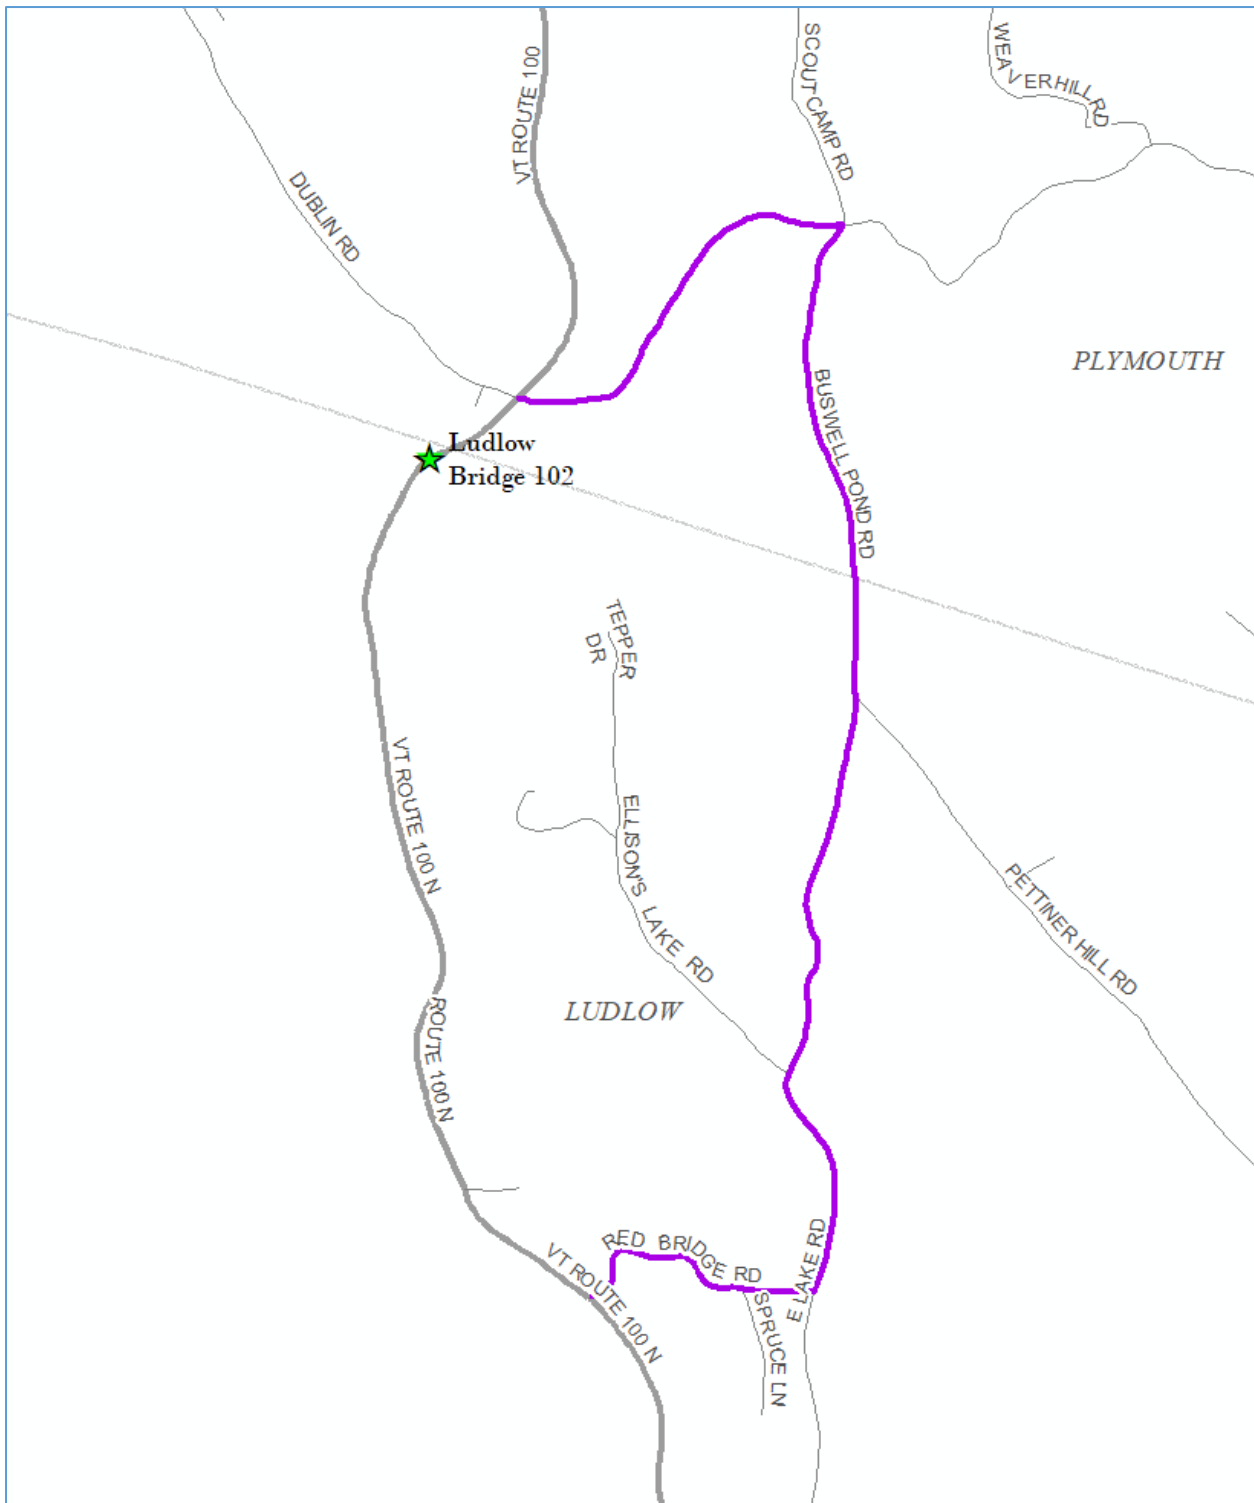 VT ROUTE 100
SCOUT CAMP RD
WEAVER HILL RD
DUBLIN RD
PLYMOUTH
BUSWELL POND RD
Ludlow
Bridge 102
TEPPER
DR
VT ROUTE 100 N
ELLISON'S LAKE RD
PETTINER HILL RD
LUDLOW
ROUTE 100 N
RED BRIDGE RD
E LAKE RD
VT ROUTE 100 N
SPRUCE LN